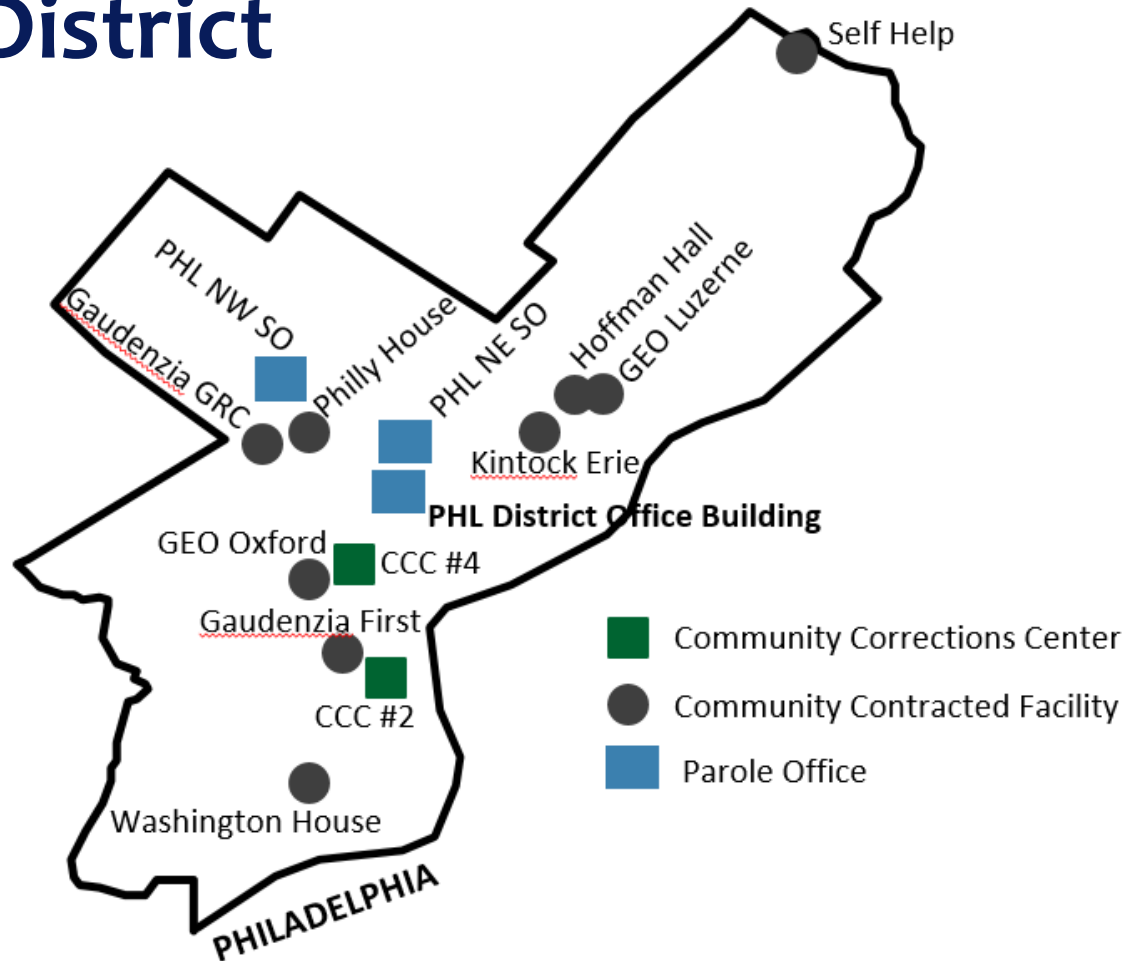 District
Self Help
PHL NW SO
Gaudenzia GRC
Philly House
PHL NE SO
Hoffman Hall
GEO Luzerne
Kintock Erie
PHL District Office Building
GEO Oxford
CCC #4
Gaudenzia First
CCC #2
Washington House
PHILADELPHIA
Community Corrections Center
Community Contracted Facility
Parole Office